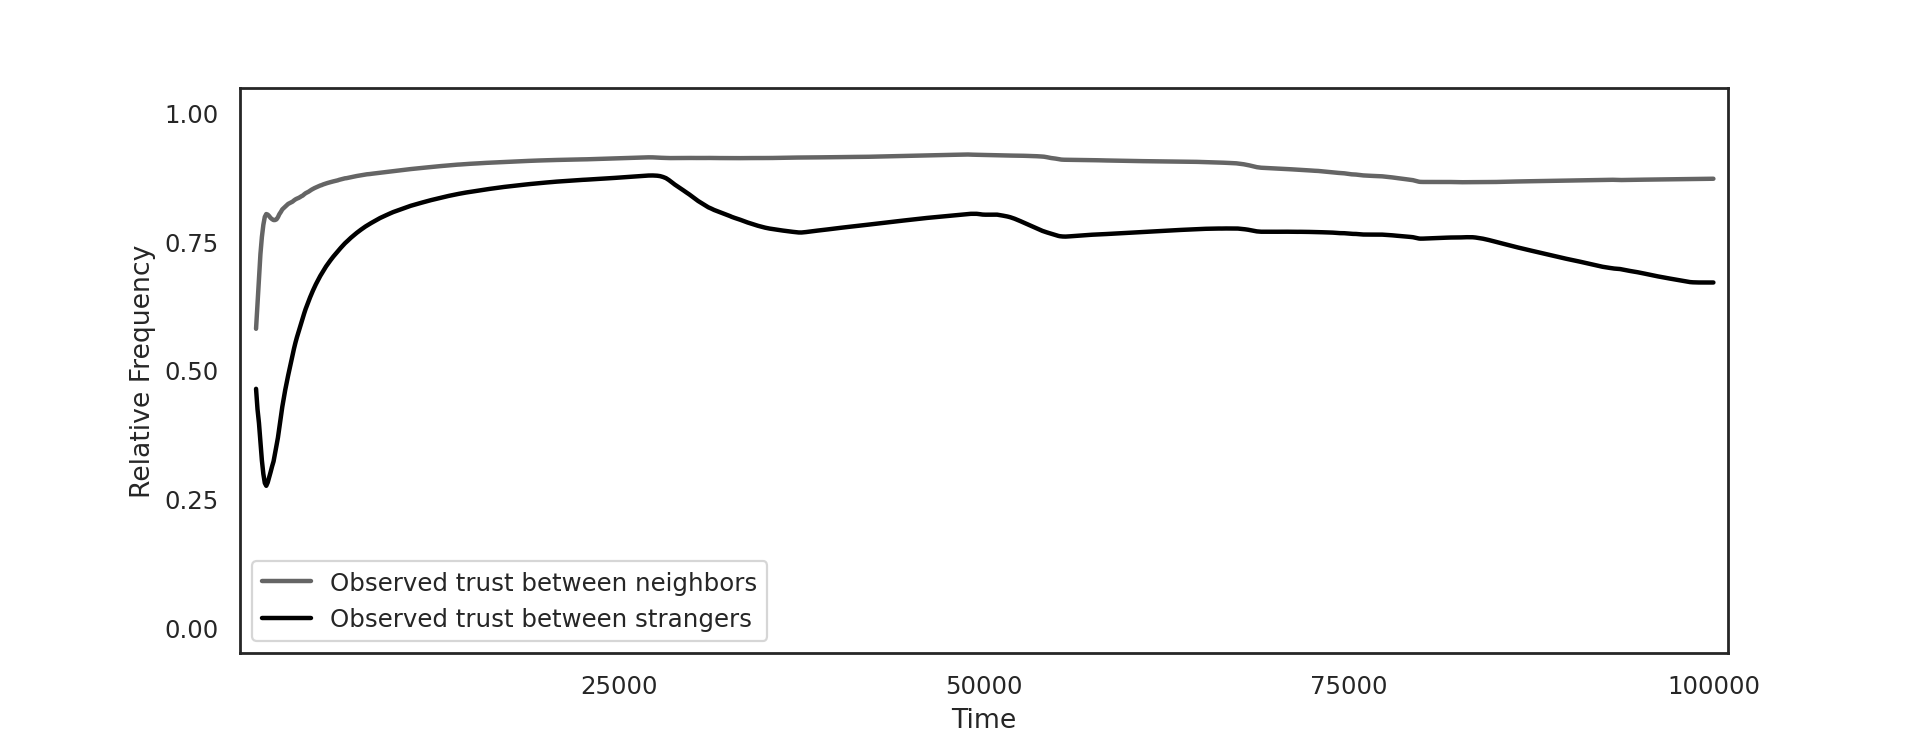 1.00
0.75
0.50
0.25
0.00
Relative Frequency
Observed trust between neighbors
Observed trust between strangers
25000 50000 75000 100000
Time